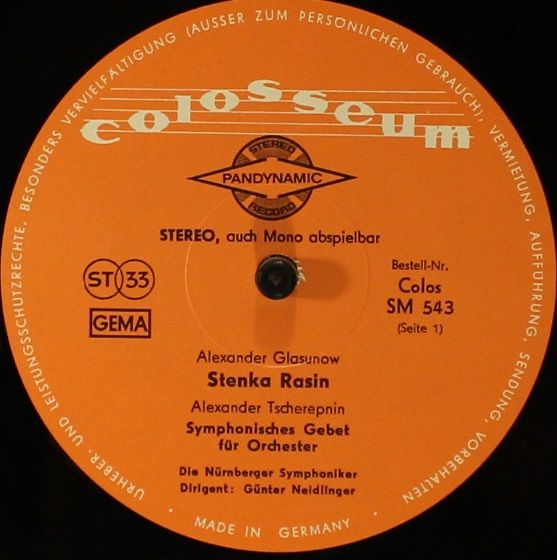 URHEBER- UND LEISTUNGSSCHUTZRECHTE, BESONDERS VERVIELFÄLTIGUNG (AUSSER ZUM PERSÖNLICHEN GEBRAUCH), VERMIETUNG, AUFFÜHRUNG, SENDUNG, VORBEHALTEN
colosseum
STEREO
PANDYNAMIC
RECORD
STEREO, auch Mono abspielbar
ST 33
GEMA
Bestell-Nr.
Colos
SM 543
(Seite 1)
Alexander Glasunow
Stenka Rasin
Alexander Tscherepnin
Symphonisches Gebet
für Orchester
Die Nürnberger Symphoniker
Dirigent: Günter Neidlinger
• MADE IN GERMANY •